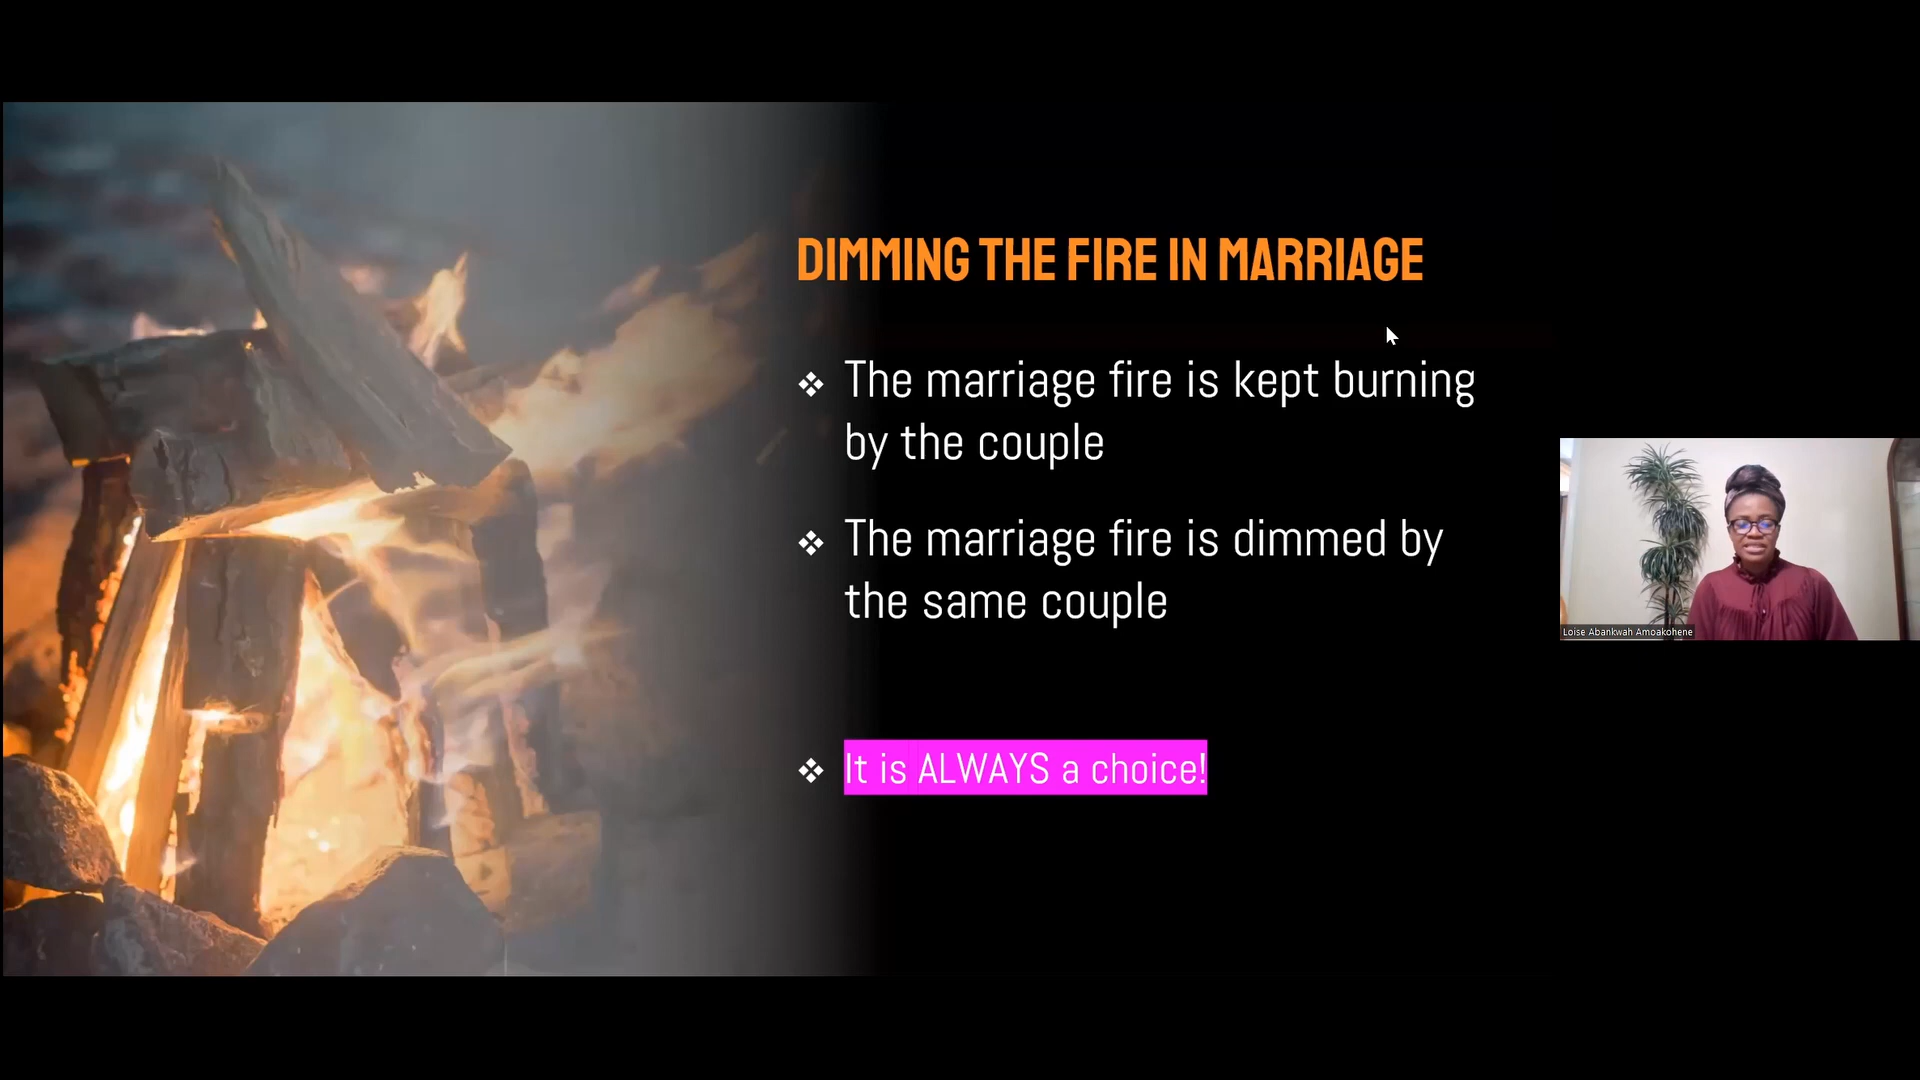 DIMMING THE FIRE IN MARRIAGE
❖ The marriage fire is kept burning
by the couple
❖ The marriage fire is dimmed by
the same couple
❖ It is ALWAYS a choice!
Loise Abankwah Amoakohene